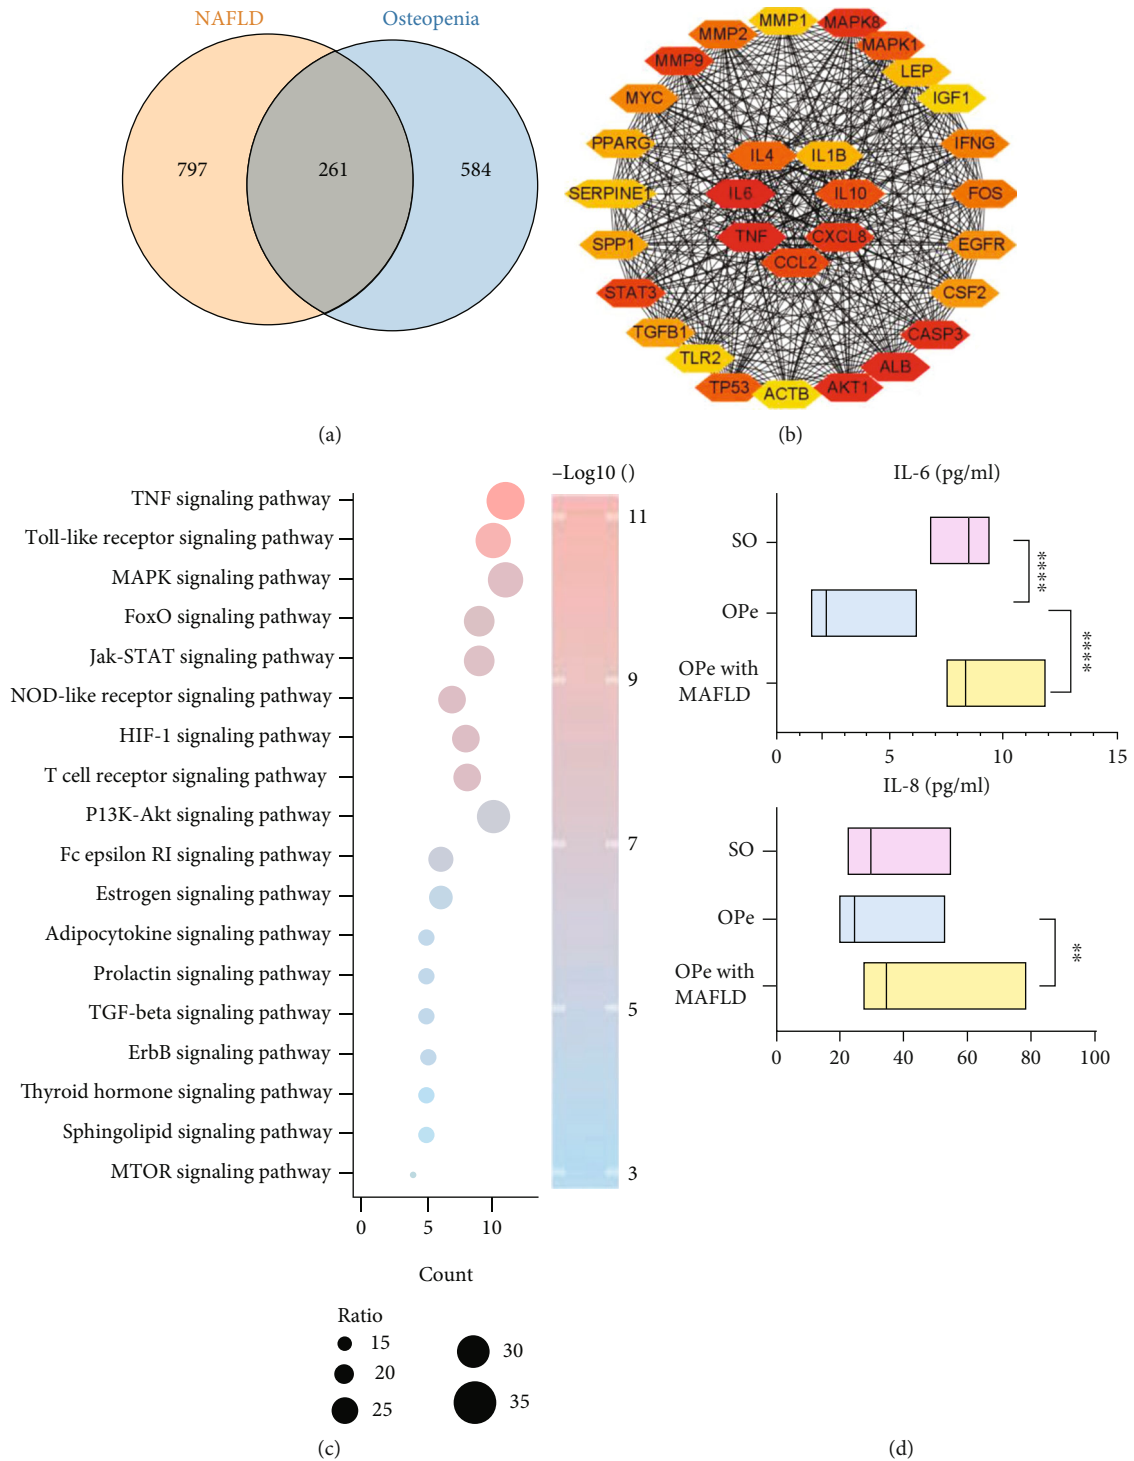 NAFLD
Osteopenia
797
261
584
(a)
MMP1
MAPK8
MMP2
MAPK1
MMP9
LEP
MYC
IGF1
PPARG
IFNG
IL4
IL1B
SERPINE1
IL6
IL10
FOS
SPP1
TNF
CXCL8
EGFR
CCL2
STAT3
CSF2
TGFB1
CASP3
TLR2
ALB
TP53
ACTB
AKT1
(b)
TNF signaling pathway
Toll-like receptor signaling pathway
MAPK signaling pathway
FoxO signaling pathway
Jak-STAT signaling pathway
NOD-like receptor signaling pathway
HIF-1 signaling pathway
T cell receptor signaling pathway
P13K-Akt signaling pathway
Fc epsilon RI signaling pathway
Estrogen signaling pathway
Adipocytokine signaling pathway
Prolactin signaling pathway
TGF-beta signaling pathway
ErbB signaling pathway
Thyroid hormone signaling pathway
Sphingolipid signaling pathway
MTOR signaling pathway
0 5 10
Count
–Log10 ()
11
9
7
5
3
Ratio
15
20
25
30
35
(c)
IL-6 (pg/ml)
SO
OPe
OPe with
MAFLD
****
****
0 5 10 15
IL-8 (pg/ml)
SO
OPe
OPe with
MAFLD
**
0 20 40 60 80 100
(d)